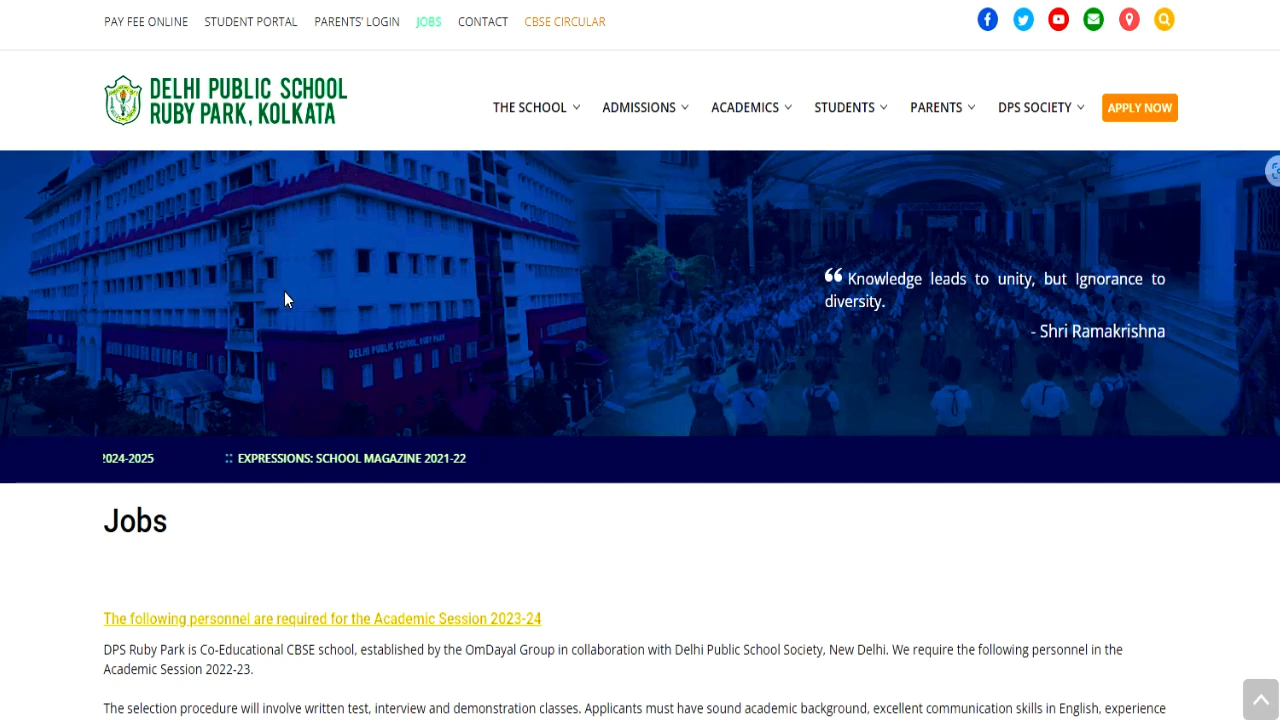 PAY FEE ONLINE STUDENT PORTAL PARENTS' LOGIN JOBS CONTACT CBSE CIRCULAR
DELHI PUBLIC SCHOOL
RUBY PARK, KOLKATA
THE SCHOOL ADMISSIONS ACADEMICS STUDENTS PARENTS DPS SOCIETY APPLY NOW
DELHI PUBLIC SCHOOL, RUBY PARK
“ Knowledge leads to unity, but Ignorance to
diversity.
- Shri Ramakrishna
2024-2025 :: EXPRESSIONS: SCHOOL MAGAZINE 2021-22
Jobs
The following personnel are required for the Academic Session 2023-24
DPS Ruby Park is Co-Educational CBSE school, established by the OmDayal Group in collaboration with Delhi Public School Society, New Delhi. We require the following personnel in the
Academic Session 2022-23.
The selection procedure will involve written test, interview and demonstration classes. Applicants must have sound academic background, excellent communication skills in English, experience